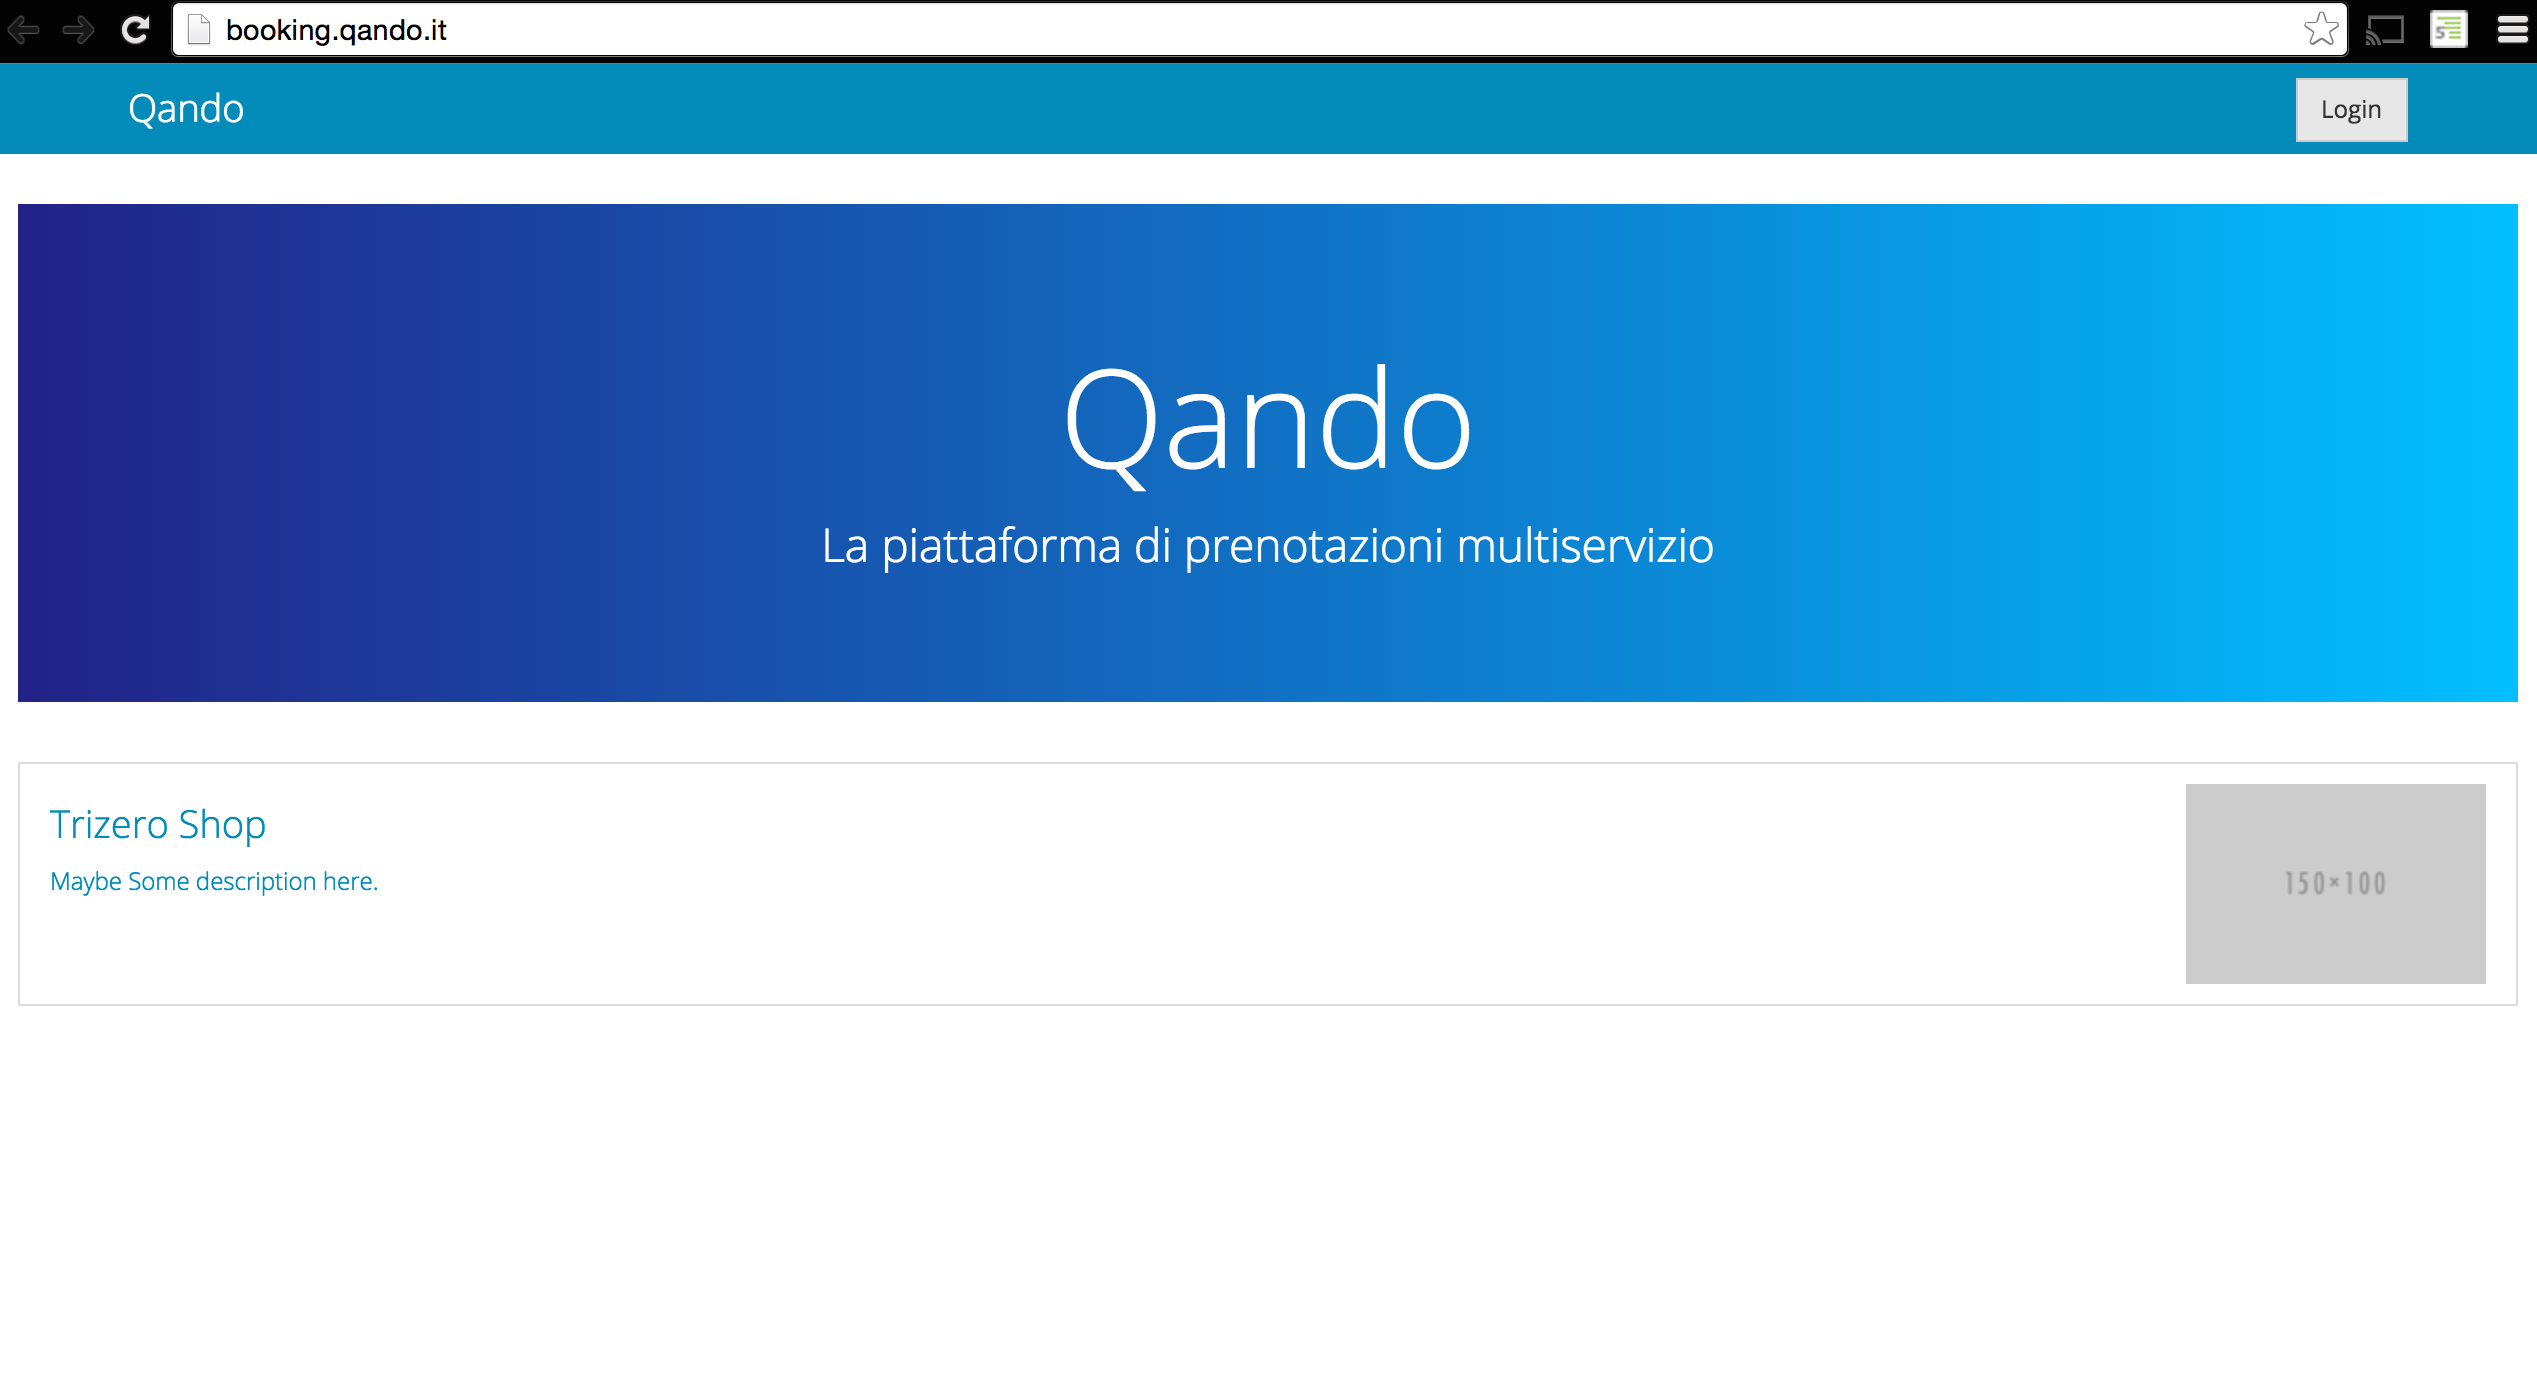 booking.qando.it
Qando
Login
Qando
La piattaforma di prenotazioni multiservizio
Trizero Shop
Maybe Some description here.
150×100